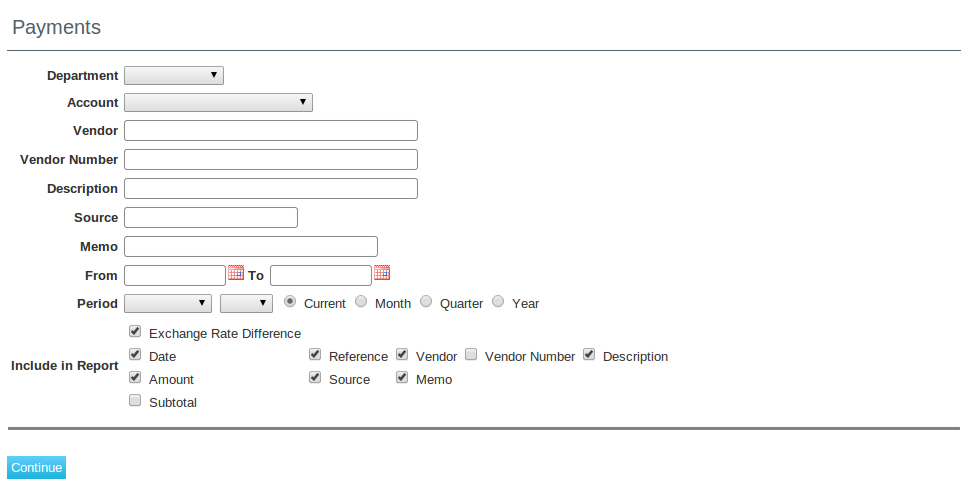 Payments
Department
Account
Vendor
Vendor Number
Description
Source
Memo
From To
Period Current Month Quarter Year
Exchange Rate Difference
Include in Report
Date Reference Vendor Vendor Number Description
Amount Source Memo
Subtotal
Continue